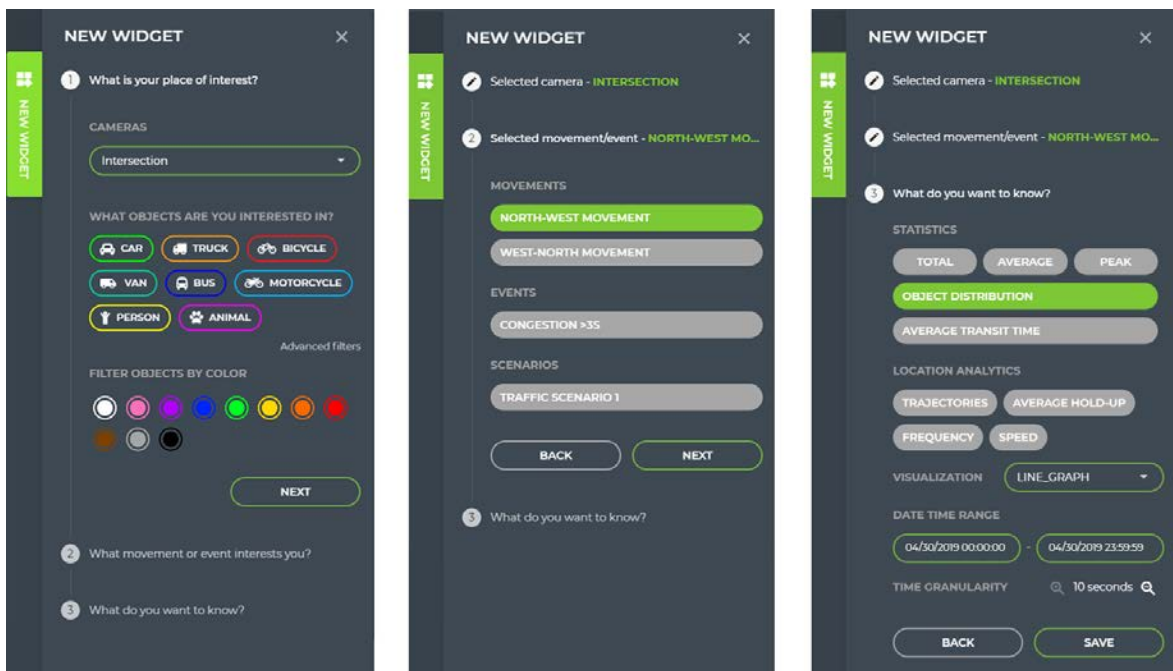 NEW WIDGET
NEW WIDGET
1 What is your place of interest?
CAMERAS
Intersection
WHAT OBJECTS ARE YOU INTERESTED IN?
CAR TRUCK BICYCLE
VAN BUS MOTORCYCLE
PERSON ANIMAL
Advanced filters
FILTER OBJECTS BY COLOR
NEXT
2 What movement or event interests you?
3 What do you want to know?
NEW WIDGET
NEW WIDGET
Selected camera - INTERSECTION
2 Selected movement/event - NORTH-WEST MO...
MOVEMENTS
NORTH-WEST MOVEMENT
WEST-NORTH MOVEMENT
EVENTS
CONGESTION >3S
SCENARIOS
TRAFFIC SCENARIO 1
BACK NEXT
3 What do you want to know?
NEW WIDGET
NEW WIDGET
Selected camera - INTERSECTION
Selected movement/event - NORTH-WEST MO...
3 What do you want to know?
STATISTICS
TOTAL AVERAGE PEAK
OBJECT DISTRIBUTION
AVERAGE TRANSIT TIME
LOCATION ANALYTICS
TRAJECTORIES AVERAGE HOLD-UP
FREQUENCY SPEED
VISUALIZATION LINE_GRAPH
DATE TIME RANGE
04/30/2019 00:00:00 - 04/30/2019 23:59:59
TIME GRANULARITY 10 seconds
BACK SAVE